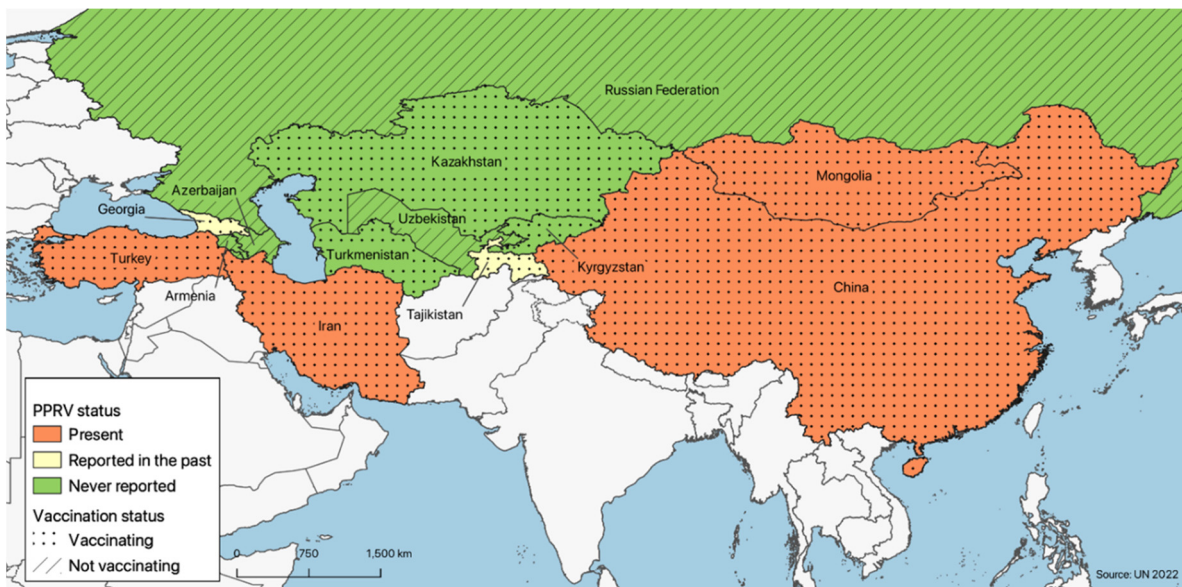 Russian Federation
Kazakhstan
Mongolia
Azerbaijan
Georgia
Uzbekistan
Turkey
Turkmenistan
Kyrgyzstan
China
Armenia
Iran
Tajikistan
PPRV status
Present
Reported in the past
Never reported
Vaccination status
Vaccinating
Not vaccinating
0 750 1,500 km
Source: UN 2022